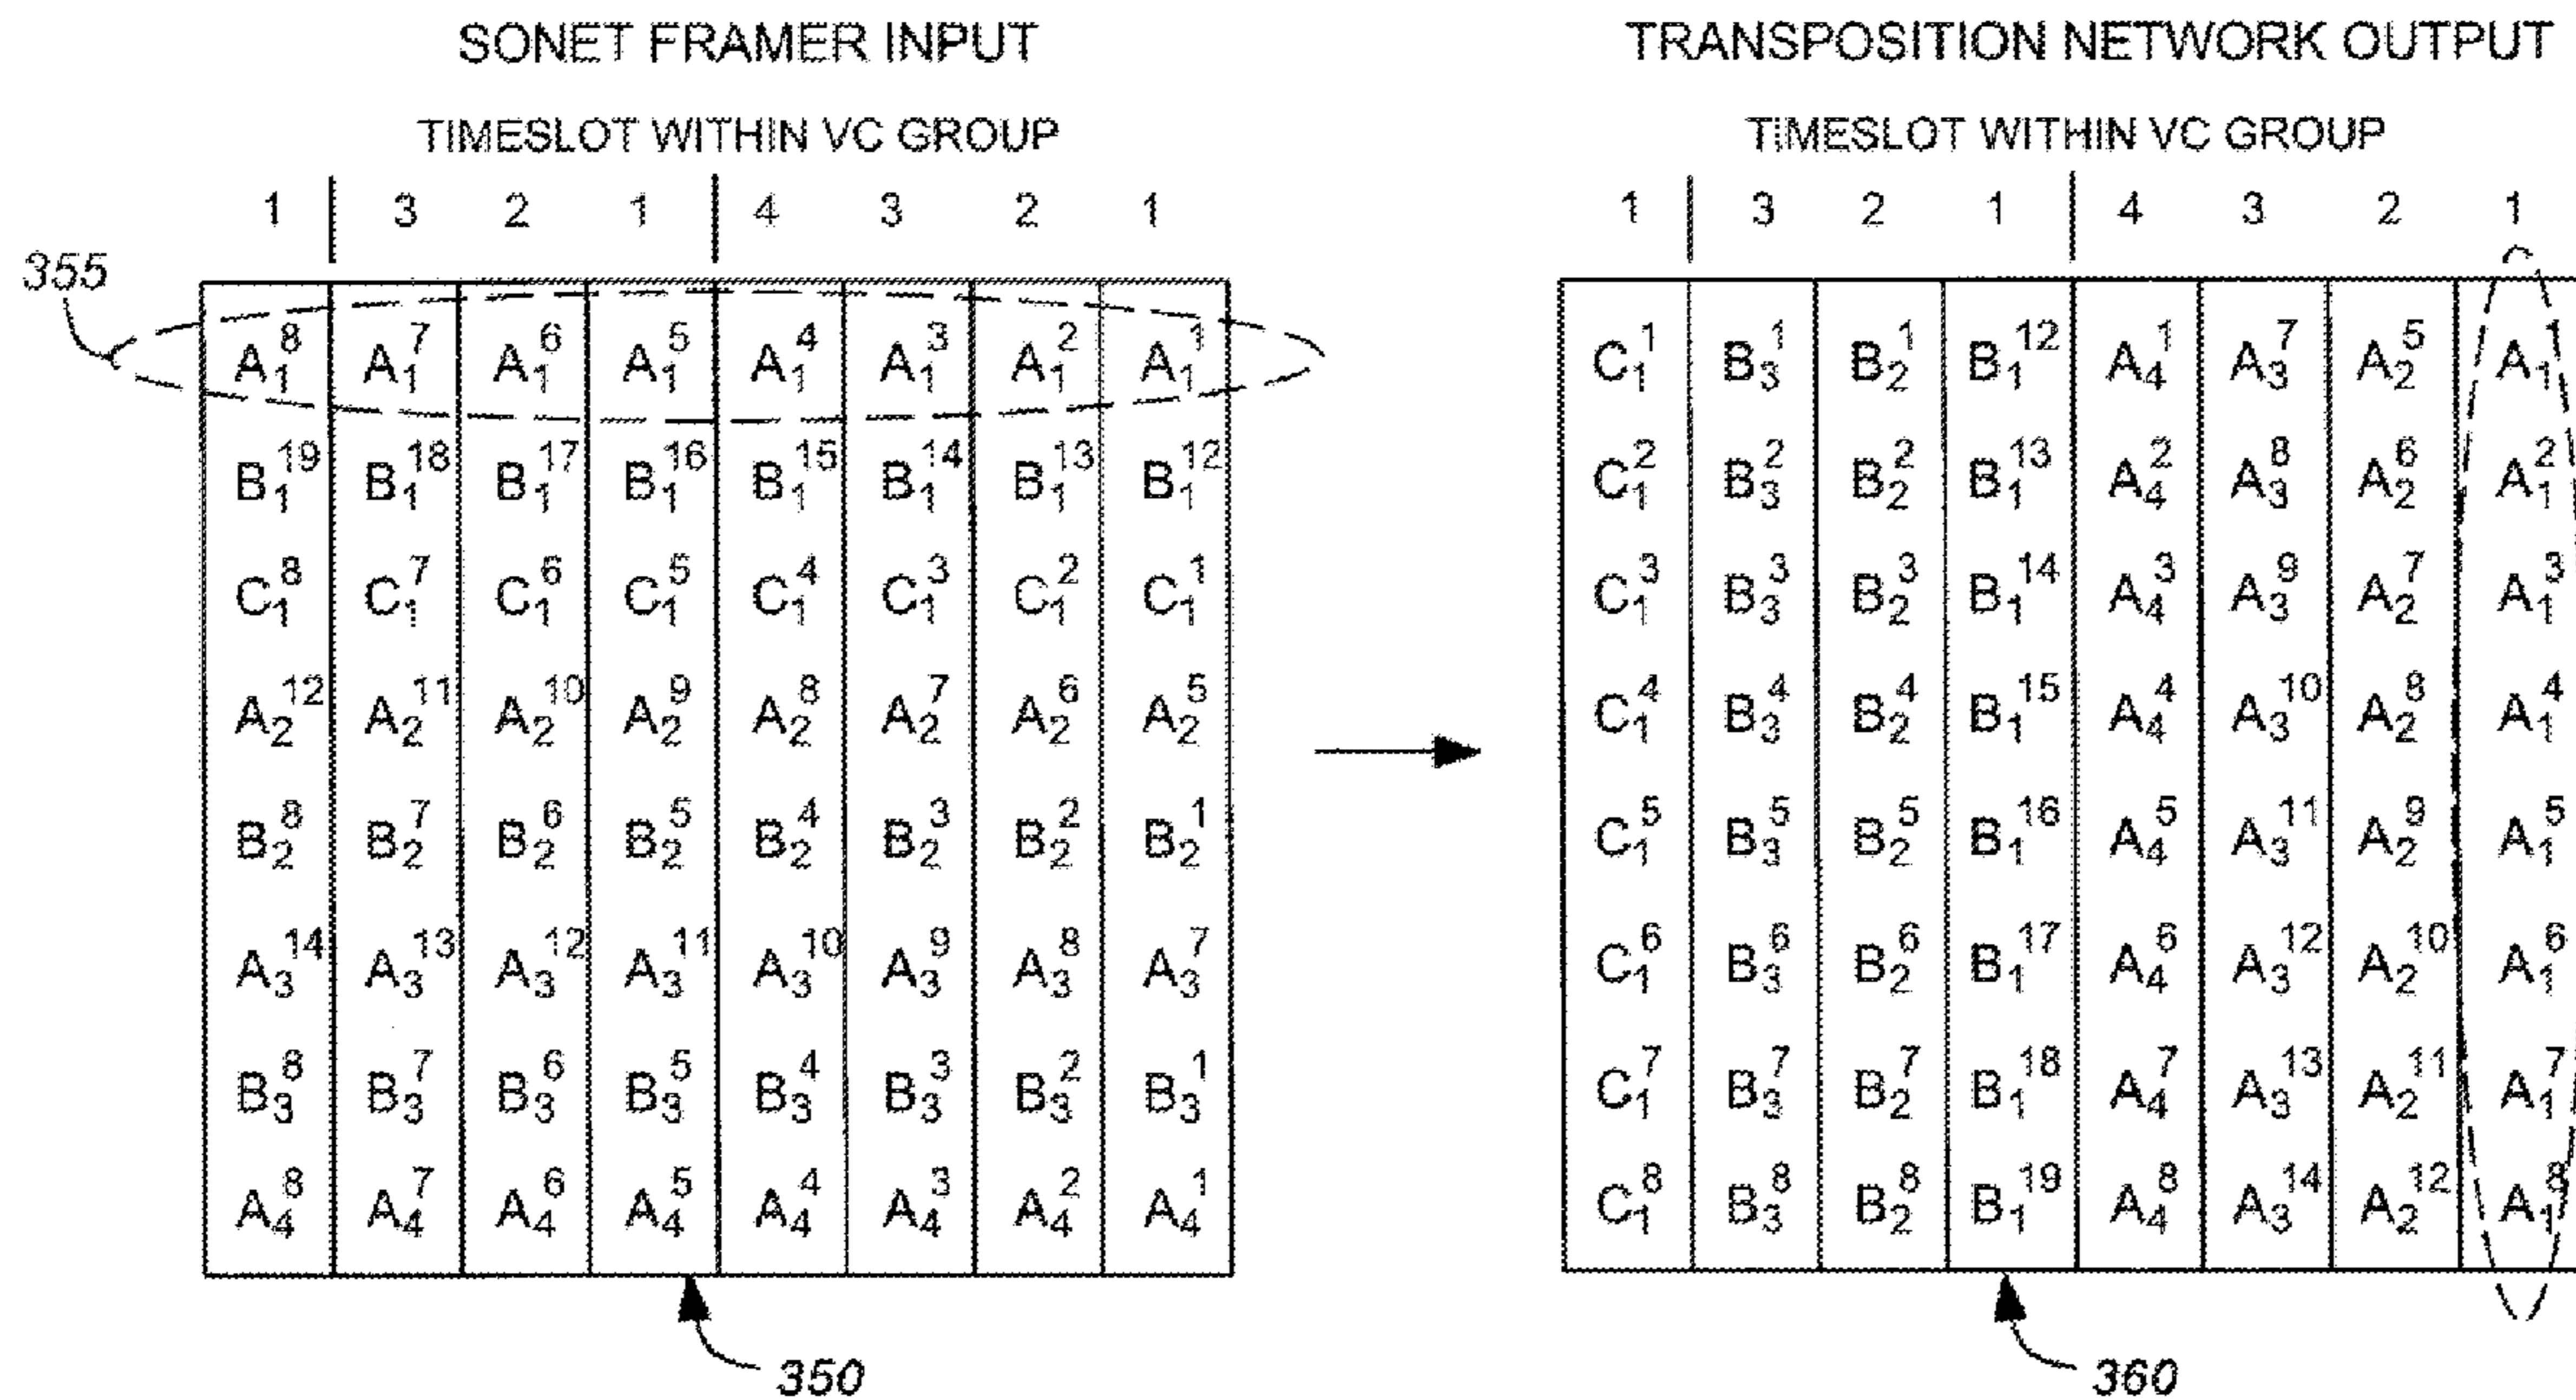 SONET FRAMER INPUT
TIMESLOT WITHIN VC GROUP
1 | 3 2 1 | 4 3 2 1
355
A₁⁸ A₁⁷ A₁⁶ A₁⁵ A₁⁴ A₁³ A₁² A₁¹
B₁¹⁹ B₁¹⁸ B₁¹⁷ B₁¹⁶ B₁¹⁵ B₁¹⁴ B₁¹³ B₁¹²
C₁⁸ C₁⁷ C₁⁶ C₁⁵ C₁⁴ C₁³ C₁² C₁¹
A₂¹² A₂¹¹ A₂¹⁰ A₂⁹ A₂⁸ A₂⁷ A₂⁶ A₂⁵
B₂⁸ B₂⁷ B₂⁶ B₂⁵ B₂⁴ B₂³ B₂² B₂¹
A₃¹⁴ A₃¹³ A₃¹² A₃¹¹ A₃¹⁰ A₃⁹ A₃⁸ A₃⁷
B₃⁸ B₃⁷ B₃⁶ B₃⁵ B₃⁴ B₃³ B₃² B₃¹
A₄⁸ A₄⁷ A₄⁶ A₄⁵ A₄⁴ A₄³ A₄² A₄¹
350
TRANSPOSITION NETWORK OUTPUT
TIMESLOT WITHIN VC GROUP
1 | 3 2 1 | 4 3 2 1
C₁¹ B₃¹ B₂¹ B₁¹² A₄¹ A₃⁷ A₂⁵ A₁¹
C₁² B₃² B₂² B₁¹³ A₄² A₃⁸ A₂⁶ A₁²
C₁³ B₃³ B₂³ B₁¹⁴ A₄³ A₃⁹ A₂⁷ A₁³
C₁⁴ B₃⁴ B₂⁴ B₁¹⁵ A₄⁴ A₃¹⁰ A₂⁸ A₁⁴
C₁⁵ B₃⁵ B₂⁵ B₁¹⁶ A₄⁵ A₃¹¹ A₂⁹ A₁⁵
C₁⁶ B₃⁶ B₂⁶ B₁¹⁷ A₄⁶ A₃¹² A₂¹⁰ A₁⁶
C₁⁷ B₃⁷ B₂⁷ B₁¹⁸ A₄⁷ A₃¹³ A₂¹¹ A₁⁷
C₁⁸ B₃⁸ B₂⁸ B₁¹⁹ A₄⁸ A₃¹⁴ A₂¹² A₁⁸
360